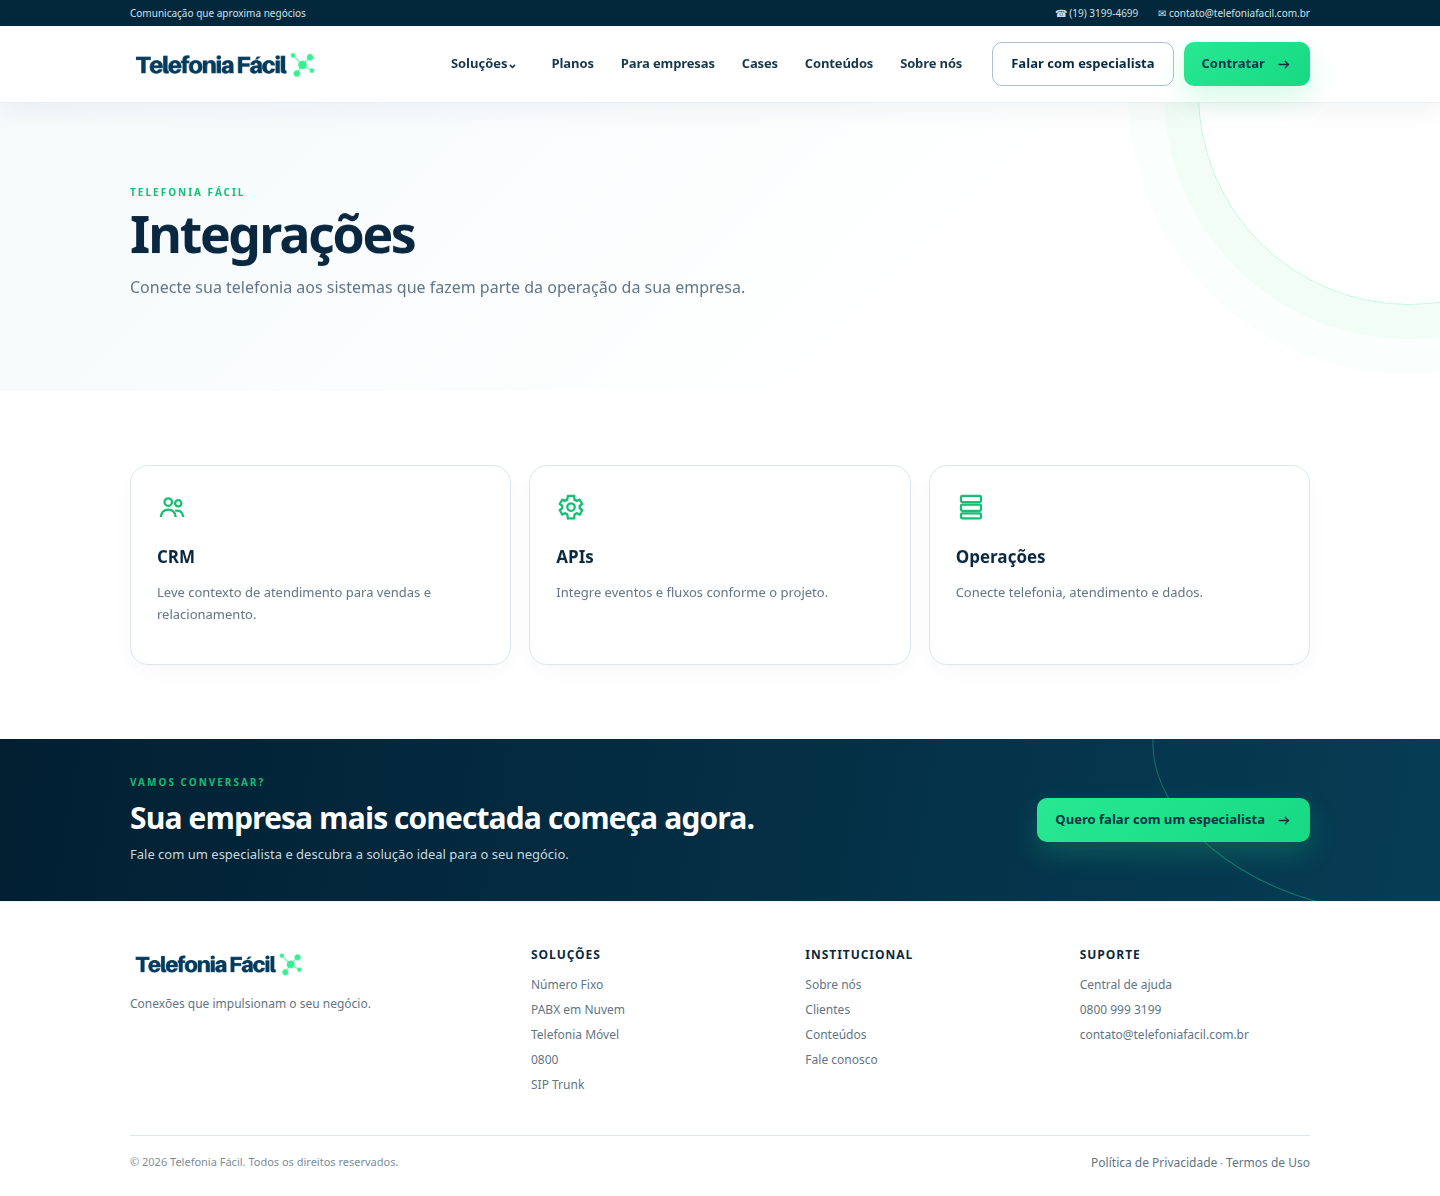 Comunicação que aproxima negócios
☎ (19) 3199-4699
✉ contato@telefoniafacil.com.br
Telefonia Fácil
Soluções
Planos
Para empresas
Cases
Conteúdos
Sobre nós
Falar com especialista
Contratar →
TELEFONIA FÁCIL
Integrações
Conecte sua telefonia aos sistemas que fazem parte da operação da sua empresa.
CRM
Leve contexto de atendimento para vendas e
relacionamento.
APIs
Integre eventos e fluxos conforme o projeto.
Operações
Conecte telefonia, atendimento e dados.
VAMOS CONVERSAR?
Sua empresa mais conectada começa agora.
Fale com um especialista e descubra a solução ideal para o seu negócio.
Quero falar com um especialista →
Telefonia Fácil
Conexões que impulsionam o seu negócio.
SOLUÇÕES
Número Fixo
PABX em Nuvem
Telefonia Móvel
0800
SIP Trunk
INSTITUCIONAL
Sobre nós
Clientes
Conteúdos
Fale conosco
SUPORTE
Central de ajuda
0800 999 3199
contato@telefoniafacil.com.br
© 2026 Telefonia Fácil. Todos os direitos reservados.
Política de Privacidade · Termos de Uso